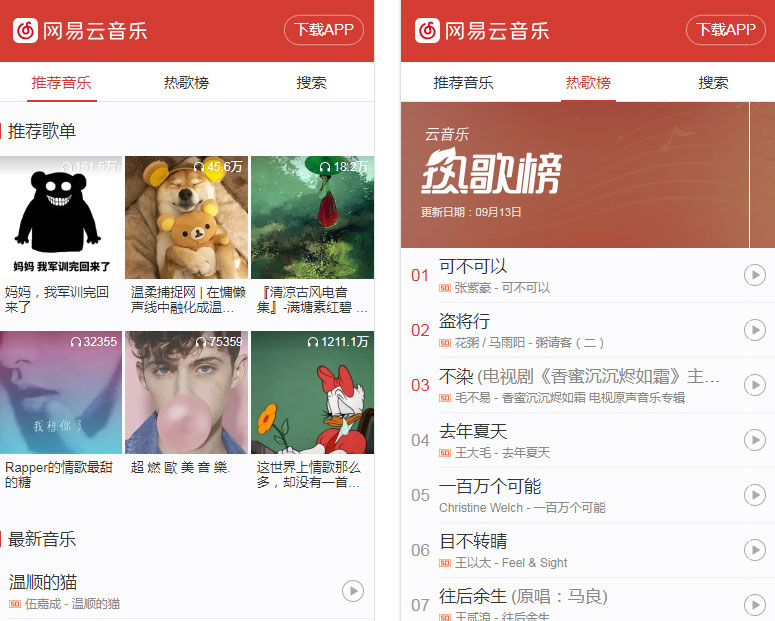 网易云音乐
下载APP
推荐音乐
热歌榜
搜索
推荐歌单
151.5万
45.6万
18.2万
妈妈 我军训完回来了
妈妈，我军训完回
来了
温柔捕捉网 | 在慵懒
声线中融化成温…
『清凉古风电音
集』-满塘素红碧 …
32355
75359
1211.1万
我想你了
Rapper的情歌最甜
的糖
超 燃 歐 美 音 樂.
这世界上情歌那么
多，却没有一首…
最新音乐
温顺的猫
SQ 伍嘉成 - 温顺的猫
网易云音乐
下载APP
推荐音乐
热歌榜
搜索
云音乐
热歌榜
更新日期：09月13日
01
可不可以
SQ 张紫豪 - 可不可以
02
盗将行
SQ 花粥 / 马雨阳 - 粥请客（二）
03
不染 (电视剧《香蜜沉沉烬如霜》主…
SQ 毛不易 - 香蜜沉沉烬如霜 电视原声音乐专辑
04
去年夏天
SQ 王大毛 - 去年夏天
05
一百万个可能
Christine Welch - 一百万个可能
06
目不转睛
SQ 王以太 - Feel & Sight
07
往后余生 (原唱：马良)
SQ 王贰浪 - 往后余生